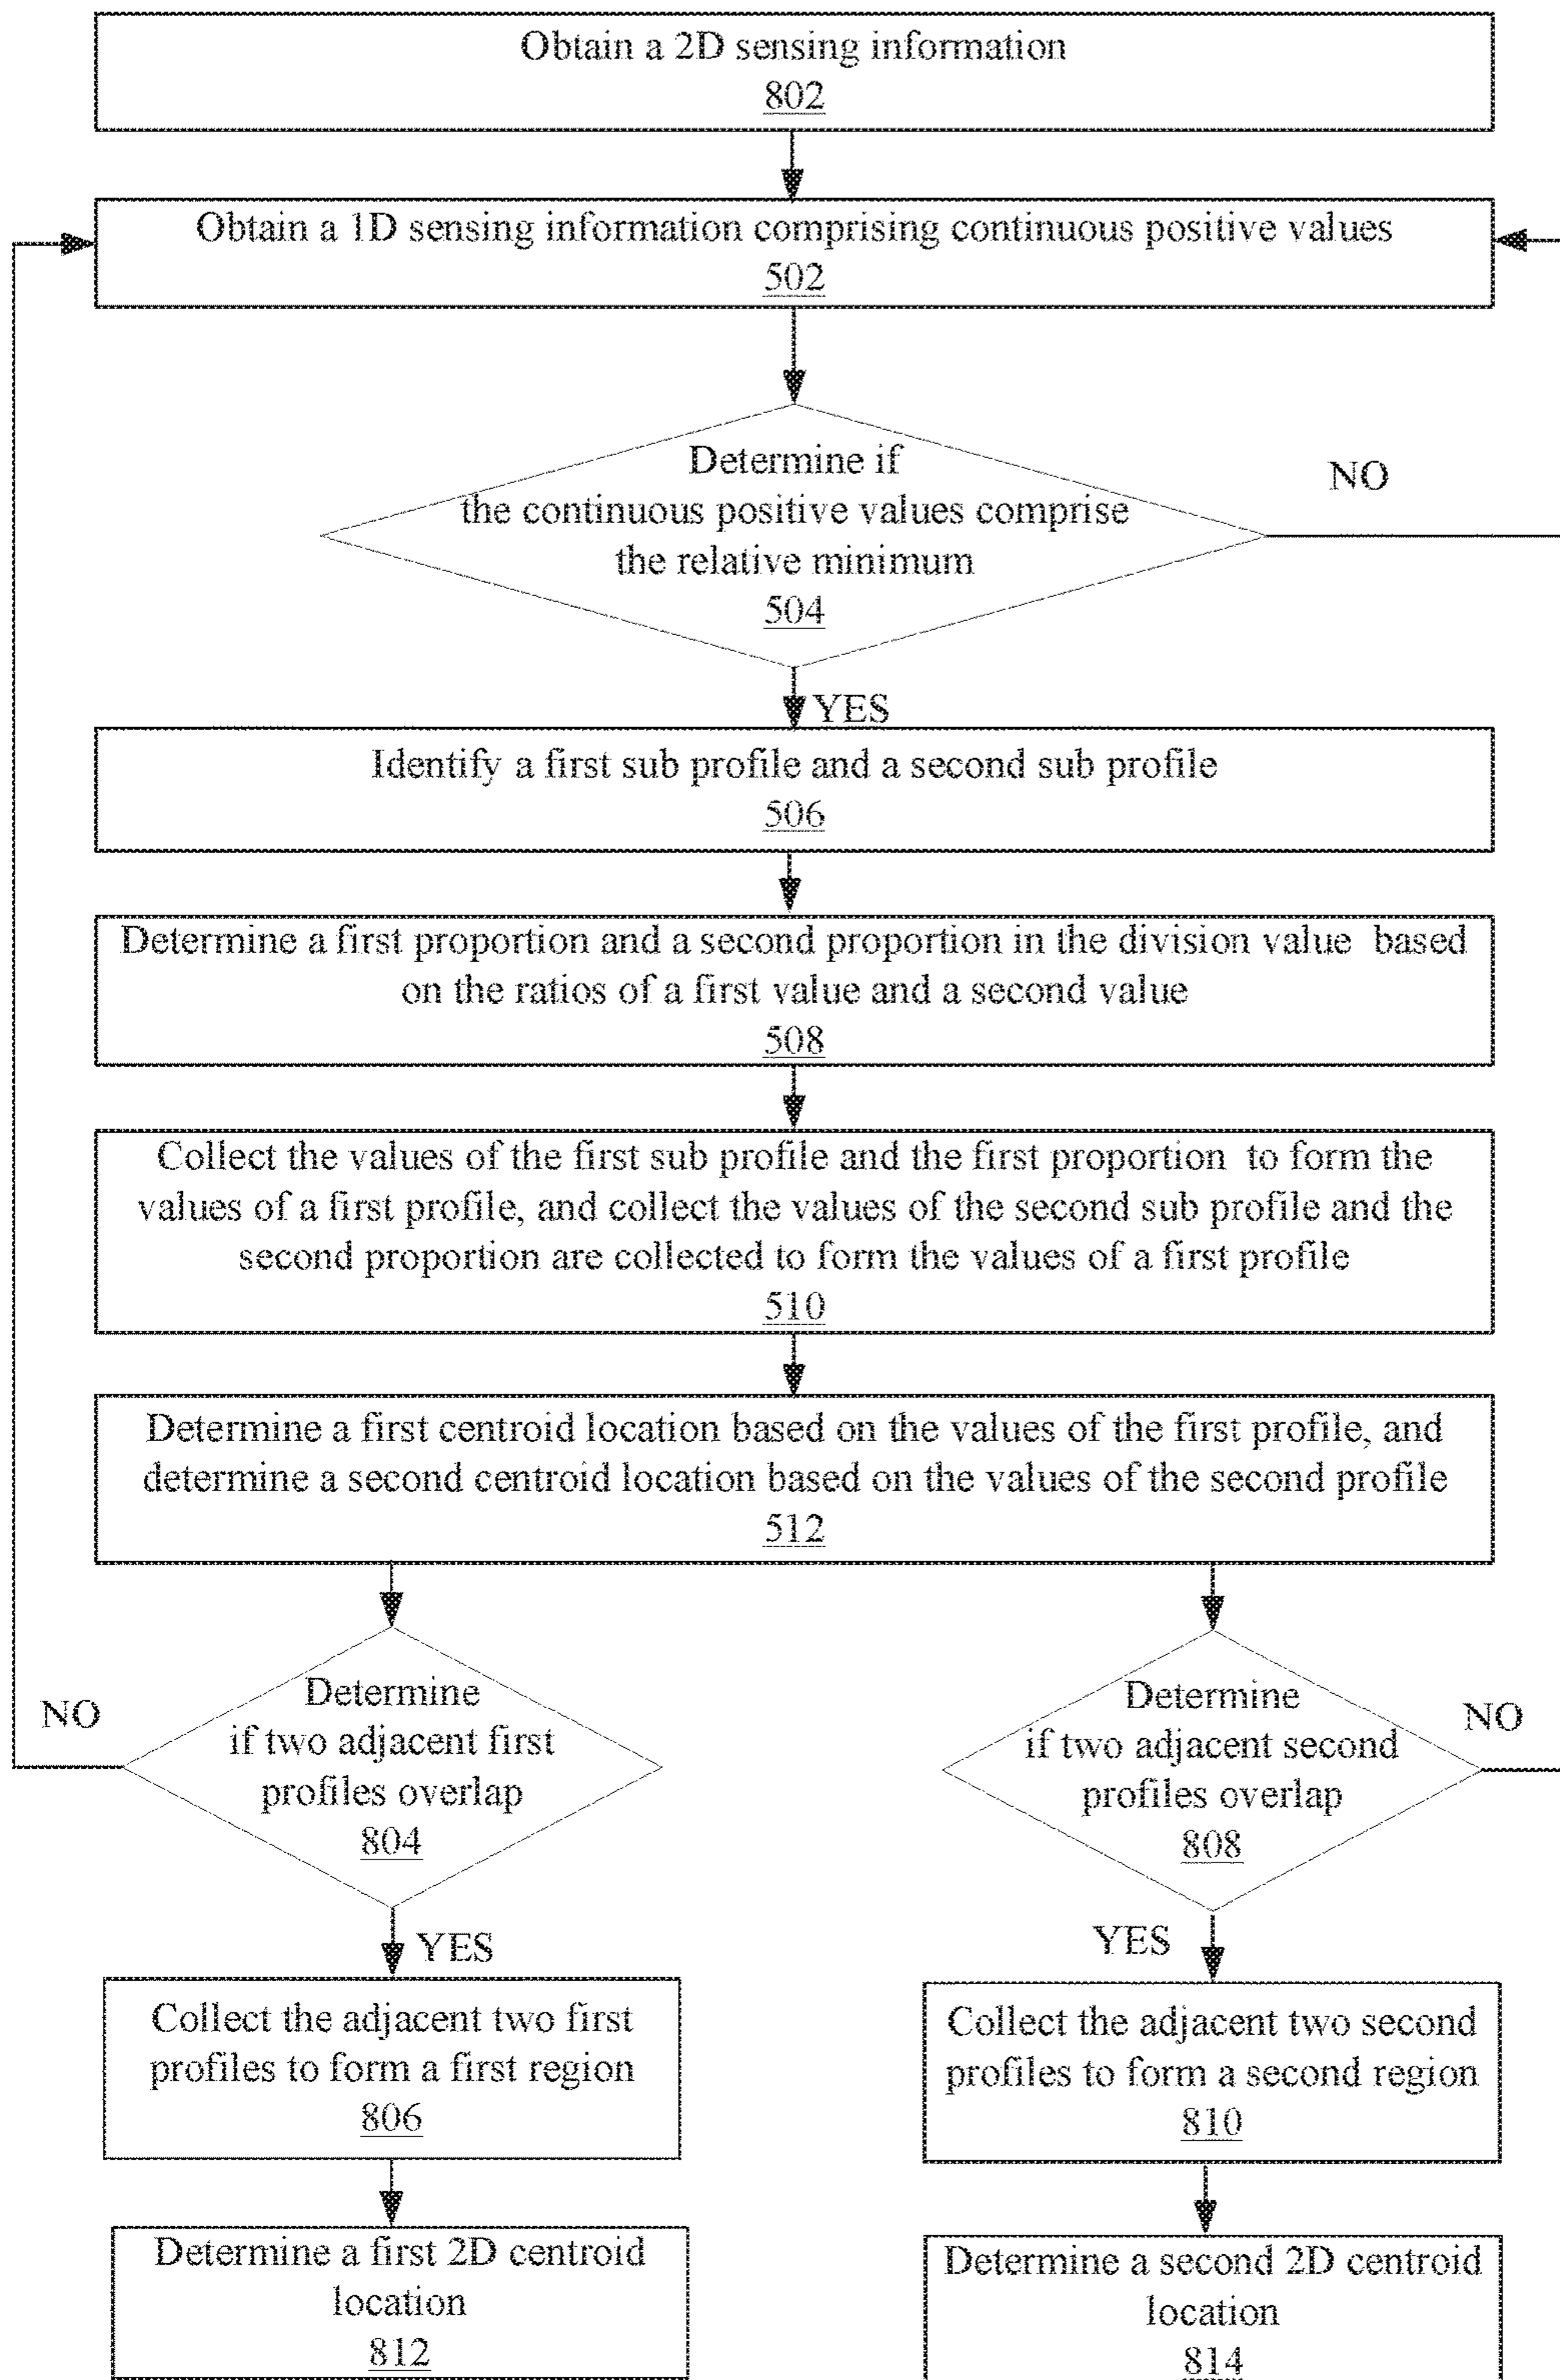 Obtain a 2D sensing information
802
Obtain a 1D sensing information comprising continuous positive values
502
Determine if
the continuous positive values comprise
the relative minimum
504
NO
YES
Identify a first sub profile and a second sub profile
506
Determine a first proportion and a second proportion in the division value based
on the ratios of a first value and a second value
508
Collect the values of the first sub profile and the first proportion to form the
values of a first profile, and collect the values of the second sub profile and the
second proportion are collected to form the values of a first profile
510
Determine a first centroid location based on the values of the first profile, and
determine a second centroid location based on the values of the second profile
512
Determine
if two adjacent first
profiles overlap
804
NO
YES
Collect the adjacent two first
profiles to form a first region
806
Determine a first 2D centroid
location
812
Determine
if two adjacent second
profiles overlap
808
NO
YES
Collect the adjacent two second
profiles to form a second region
810
Determine a second 2D centroid
location
814